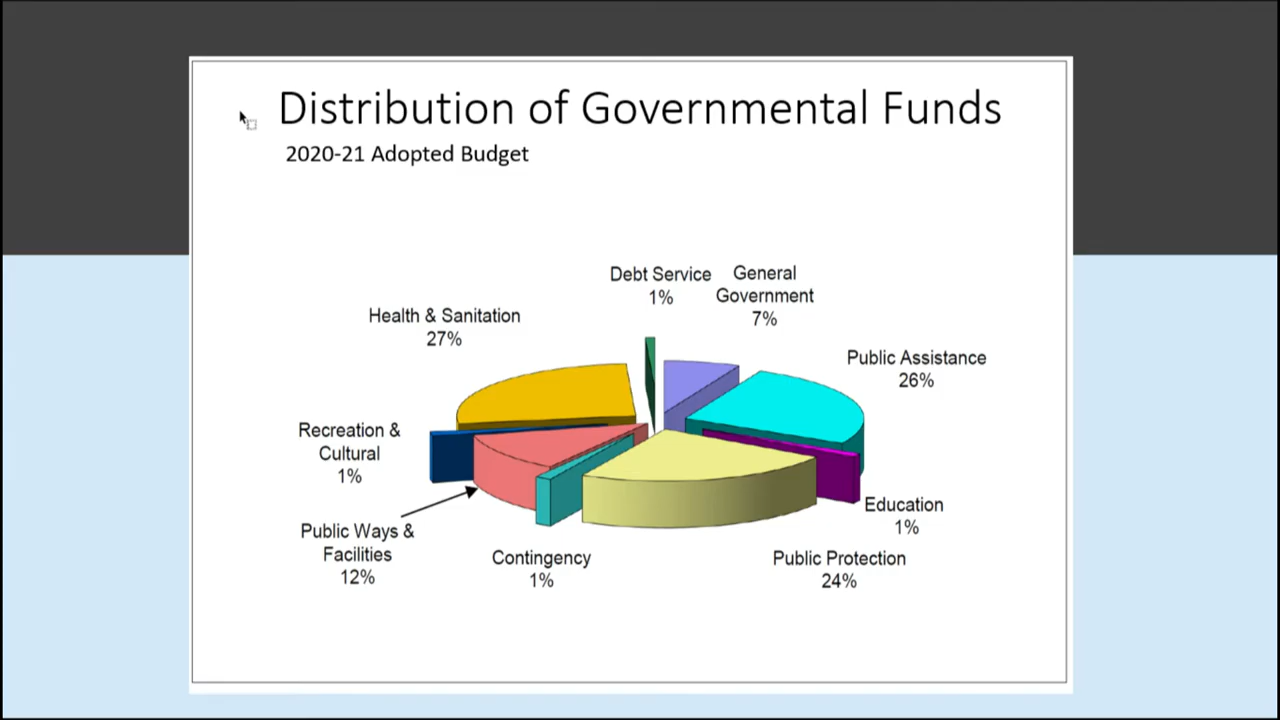 Distribution of Governmental Funds
2020-21 Adopted Budget
Debt Service
1%
General
Government
7%
Health & Sanitation
27%
Public Assistance
26%
Recreation &
Cultural
1%
Education
1%
Public Ways &
Facilities
12%
Contingency
1%
Public Protection
24%